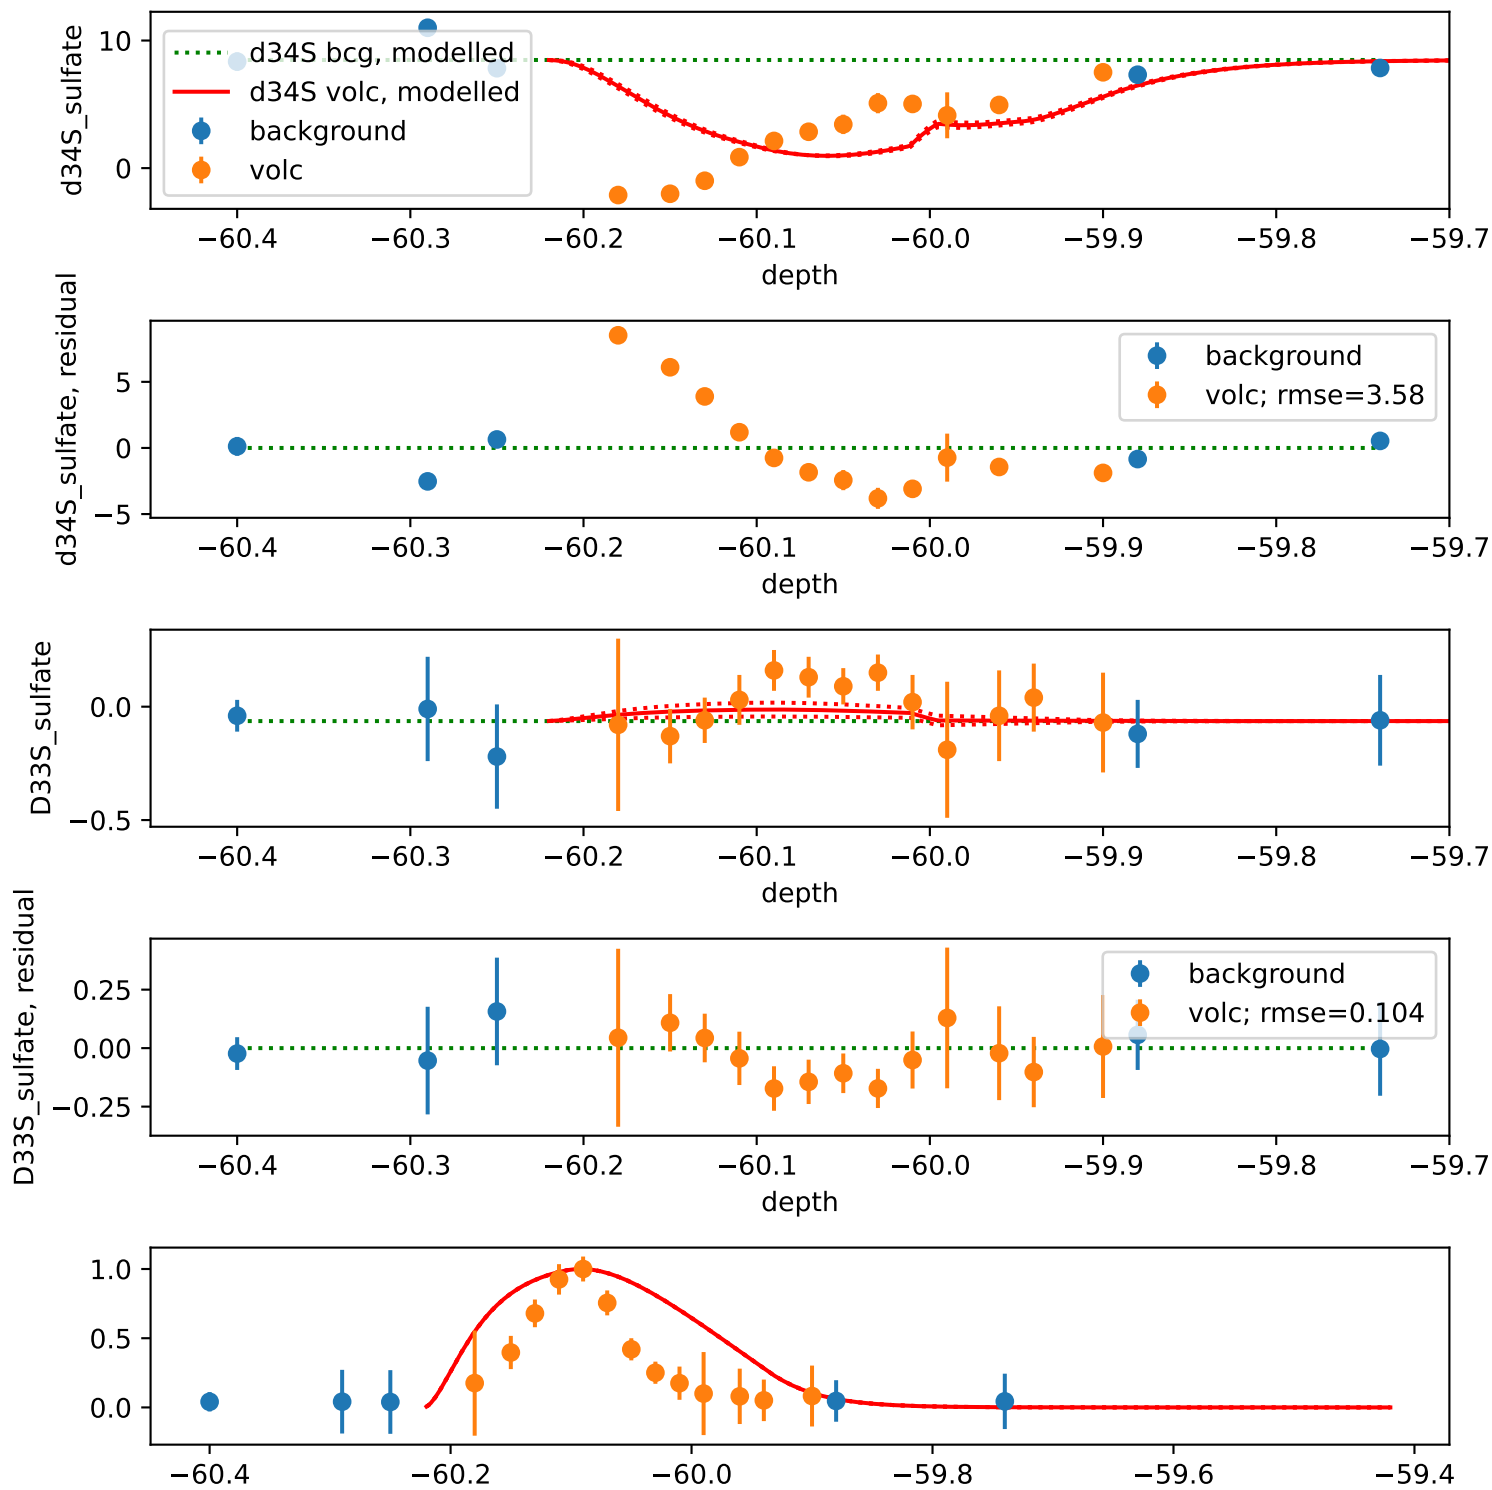 d34S_sulfate
10
0
d34S bcg, modelled
d34S volc, modelled
background
volc
−60.4 −60.3 −60.2 −60.1 −60.0 −59.9 −59.8 −59.7
depth
d34S_sulfate, residual
5
0
−5
background
volc; rmse=3.58
−60.4 −60.3 −60.2 −60.1 −60.0 −59.9 −59.8 −59.7
depth
D33S_sulfate
0.0
−0.5
−60.4 −60.3 −60.2 −60.1 −60.0 −59.9 −59.8 −59.7
depth
D33S_sulfate, residual
0.25
0.00
−0.25
background
volc; rmse=0.104
−60.4 −60.3 −60.2 −60.1 −60.0 −59.9 −59.8 −59.7
depth
1.0
0.5
0.0
−60.4 −60.2 −60.0 −59.8 −59.6 −59.4